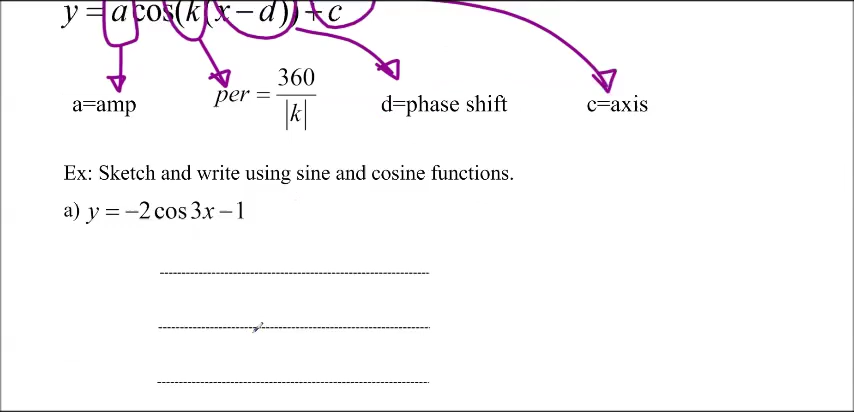 y = a cos(k(x − d)) + c
a=amp per = 360/|k| d=phase shift c=axis
Ex: Sketch and write using sine and cosine functions.
a) y = −2 cos 3x − 1